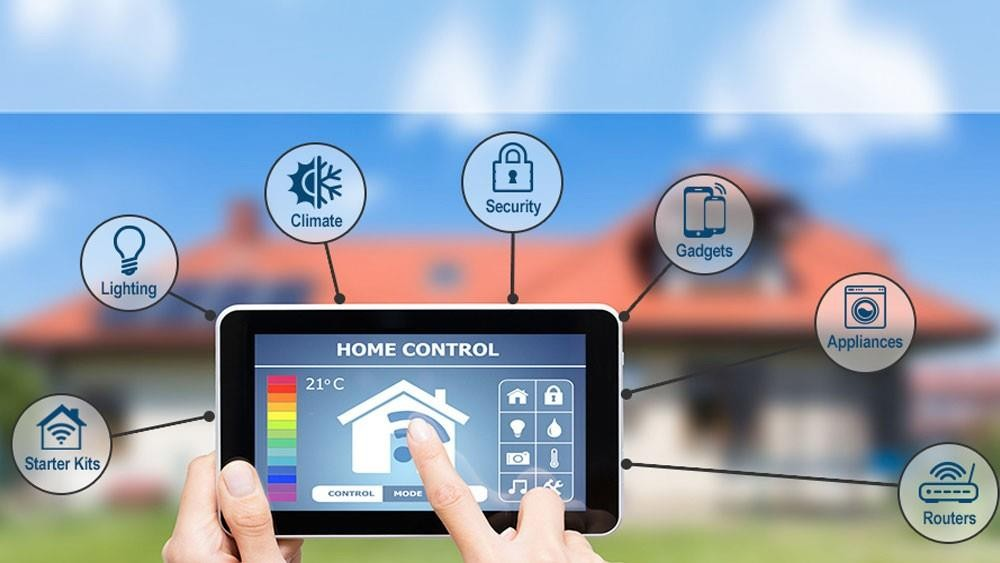 Security
Climate
Gadgets
Lighting
Appliances
HOME CONTROL
21°C
Starter Kits
CONTROL
MODE
Routers